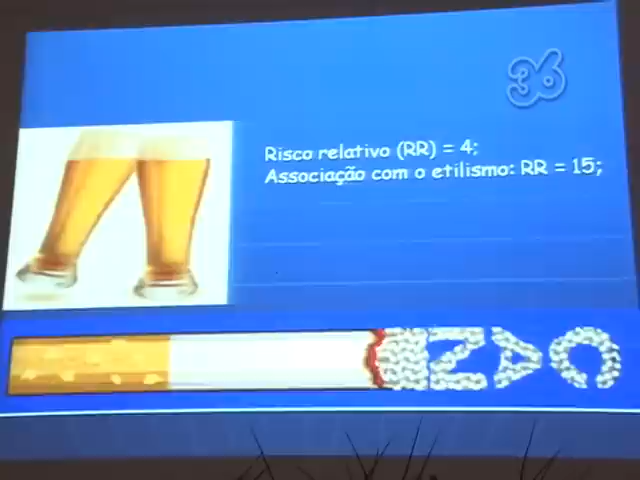 36
Risco relativo (RR) = 4;
Associação com o etilismo: RR = 15;